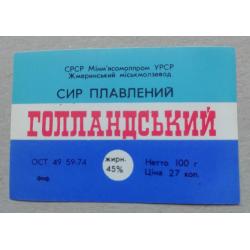 СРСР Мінм'ясомолпром УРСР
Жмеринський міськмолзавод
СИР ПЛАВЛЕНИЙ
ГОЛЛАНДСЬКИЙ
ОСТ 49 59-74
жирн.
45%
Нетто 100 г
Ціна 27 коп.